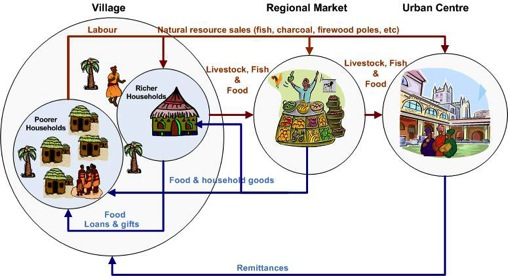 Village
Regional Market
Urban Centre
Labour
Natural resource sales (fish, charcoal, firewood poles, etc)
Richer
Households
Livestock, Fish
&
Food
Livestock, Fish
&
Food
Poorer
Households
Food & household goods
Food
Loans & gifts
Remittances